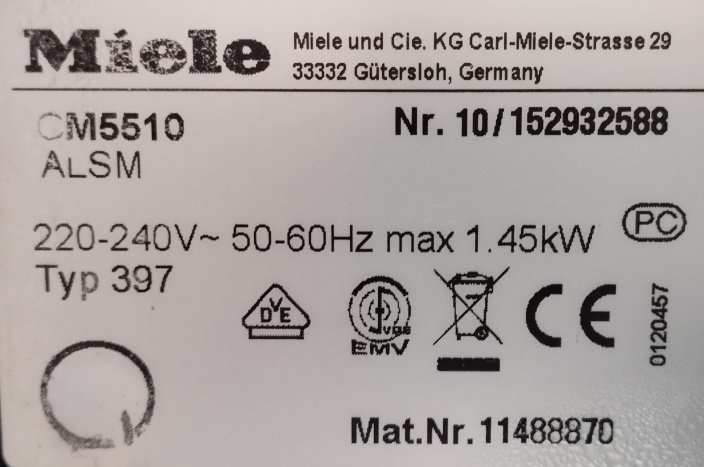 Miele
Miele und Cie. KG Carl-Miele-Strasse 29
33332 Gütersloh, Germany
CM5510
Nr. 10/152932588
ALSM
220-240V~ 50-60Hz max 1.45kW
PC
Typ 397
DVE
VDE
EMV
CE
0120457
Mat.Nr. 11488870